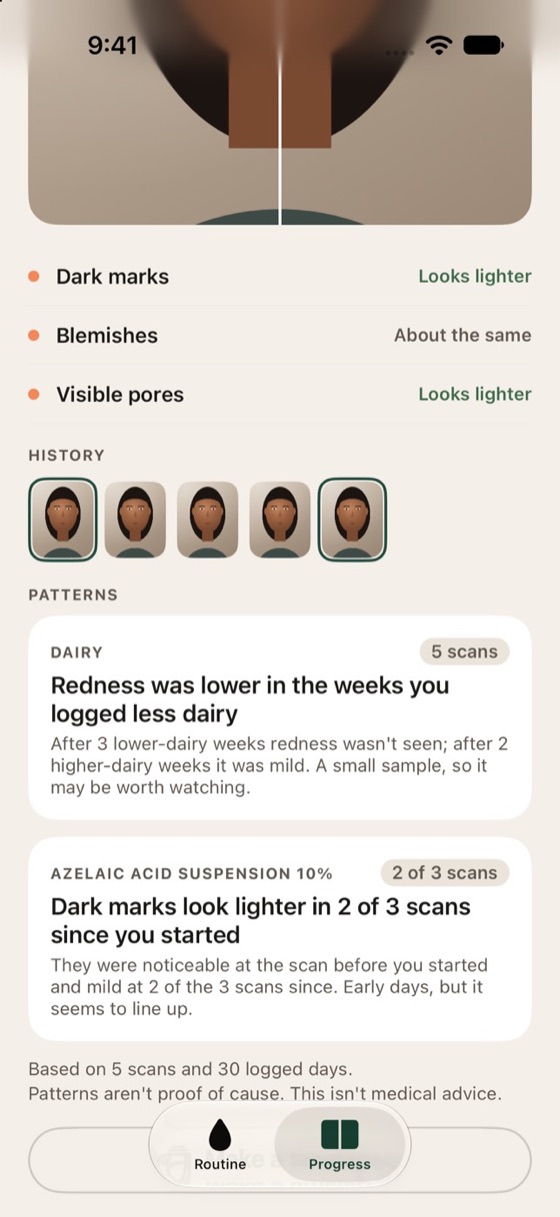 9:41
Dark marks
Looks lighter
Blemishes
About the same
Visible pores
Looks lighter
HISTORY
PATTERNS
DAIRY
5 scans
Redness was lower in the weeks you
logged less dairy
After 3 lower-dairy weeks redness wasn't seen; after 2
higher-dairy weeks it was mild. A small sample, so it
may be worth watching.
AZELAIC ACID SUSPENSION 10%
2 of 3 scans
Dark marks look lighter in 2 of 3 scans
since you started
They were noticeable at the scan before you started
and mild at 2 of the 3 scans since. Early days, but it
seems to line up.
Based on 5 scans and 30 logged days.
Patterns aren't proof of cause. This isn't medical advice.
Routine
Progress